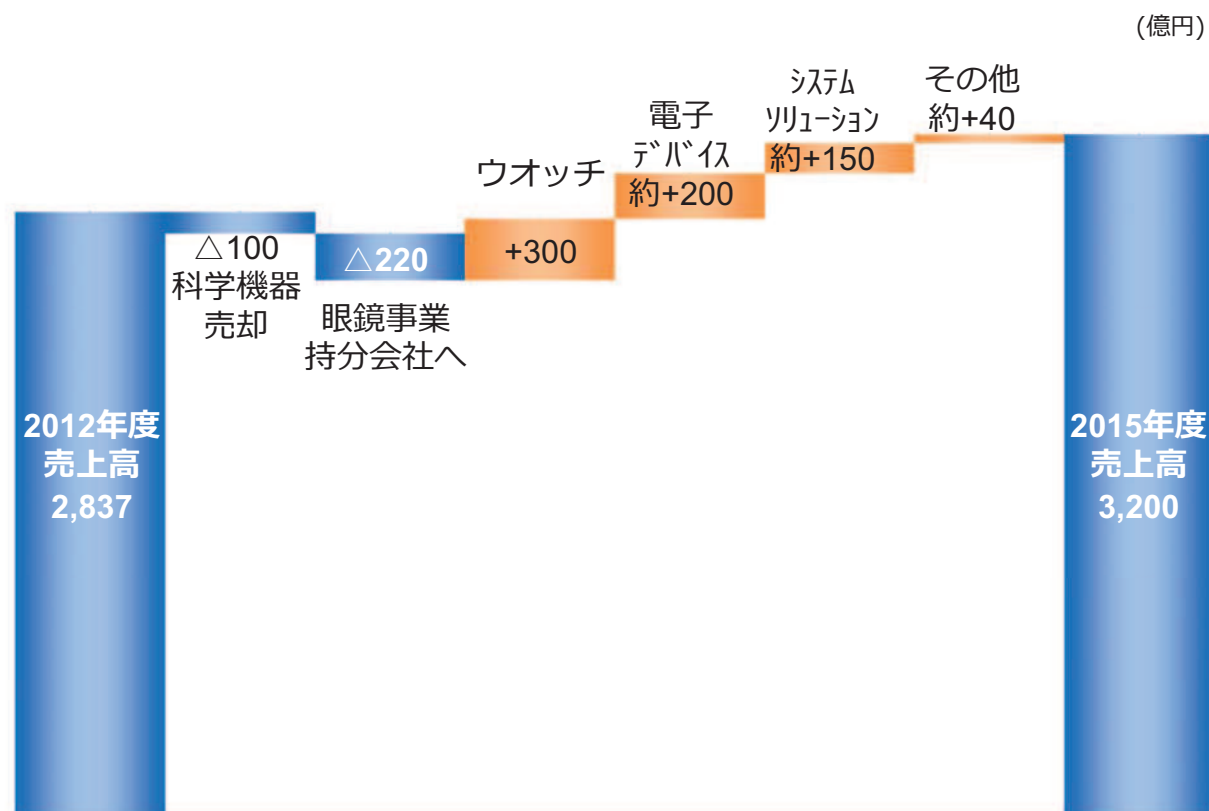 (億円)
2012年度
売上高
2,837
△100
科学機器
売却
△220
眼鏡事業
持分会社へ
ウオッチ
+300
電子
ﾃﾞﾊﾞｲｽ
約+200
ｼｽﾃﾑ
ｿﾘｭｰｼｮﾝ
約+150
その他
約+40
2015年度
売上高
3,200